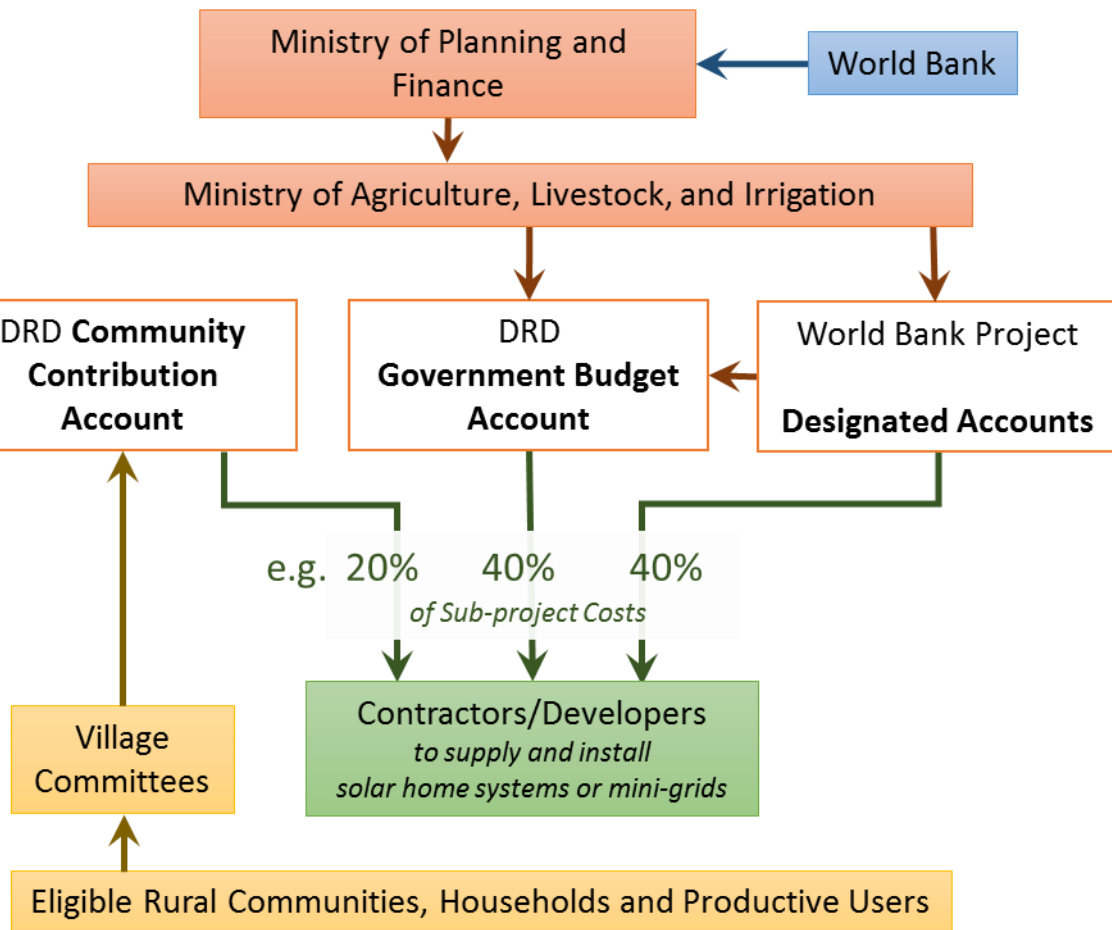 Ministry of Planning and
Finance
World Bank
Ministry of Agriculture, Livestock, and Irrigation
DRD Community
Contribution
Account
DRD
Government Budget
Account
World Bank Project
Designated Accounts
e.g. 20% 40% 40%
of Sub-project Costs
Contractors/Developers
to supply and install
solar home systems or mini-grids
Village
Committees
Eligible Rural Communities, Households and Productive Users